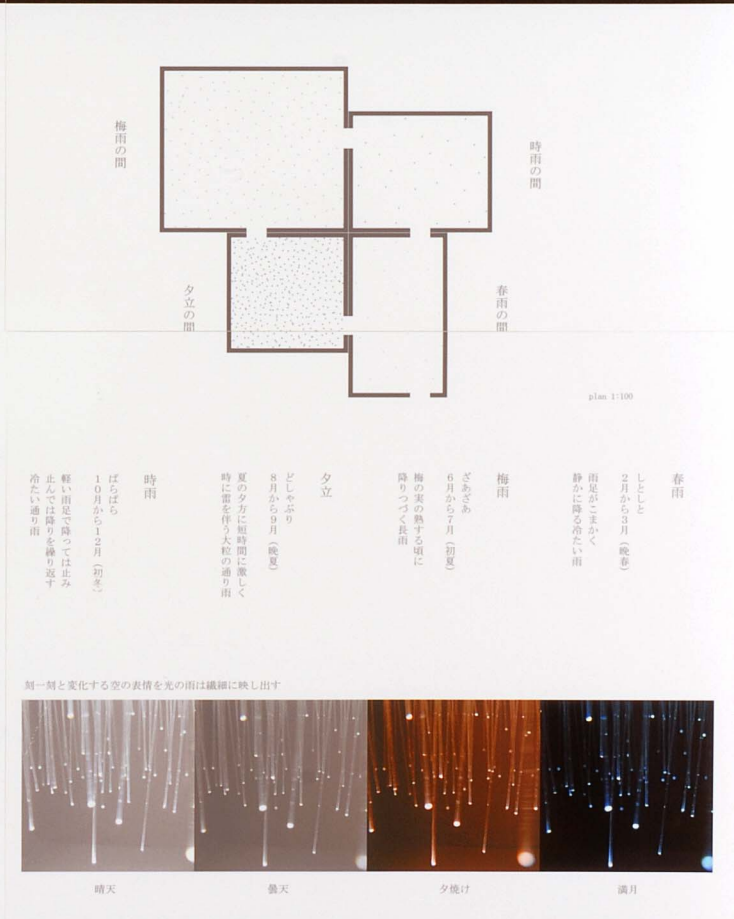 梅雨の間
時雨の間
夕立の間
春雨の間
plan 1:100
春雨
しとしと
2月から3月(晩春)
雨足がこまかく
静かに降る冷たい雨
梅雨
ざあざあ
6月から7月(初夏)
梅の実の熟する頃に
降りつづく長雨
夕立
どしゃぶり
8月から9月(晩夏)
夏の夕方に短時間に激しく
時に雷を伴う大粒の通り雨
時雨
ぱらぱら
10月から12月(初冬)
軽い雨足で降っては止み
止んでは降りを繰り返す
冷たい通り雨
刻一刻と変化する空の表情を光の雨は繊細に映し出す
晴天
曇天
夕焼け
満月